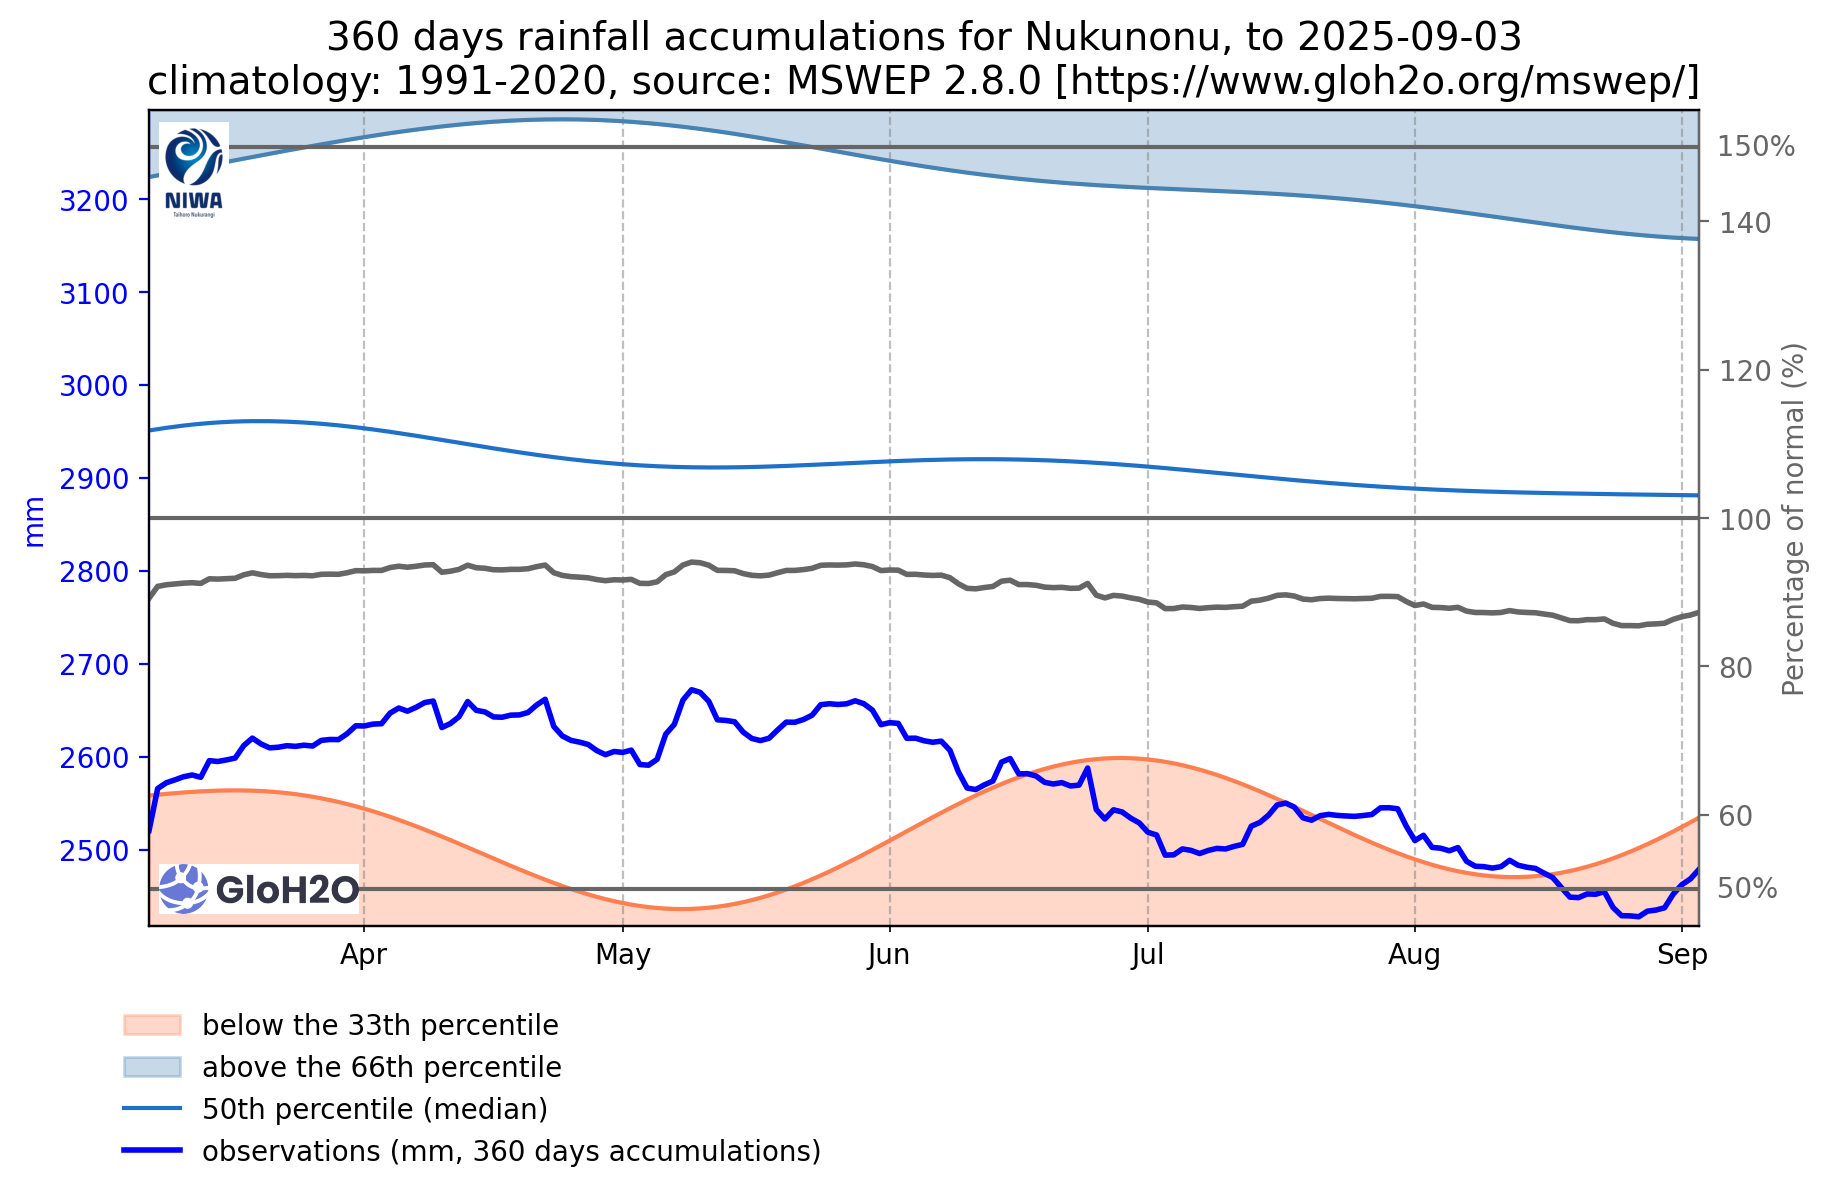 360 days rainfall accumulations for Nukunonu, to 2025-09-03
climatology: 1991-2020, source: MSWEP 2.8.0 [https://www.gloh2o.org/mswep/]
NIWA
Taihoro Nukurangi
3200
3100
3000
2900
2800
2700
2600
2500
mm
150%
140
120
100
80
60
50%
Percentage of normal (%)
GloH2O
Apr
May
Jun
Jul
Aug
Sep
below the 33th percentile
above the 66th percentile
50th percentile (median)
observations (mm, 360 days accumulations)